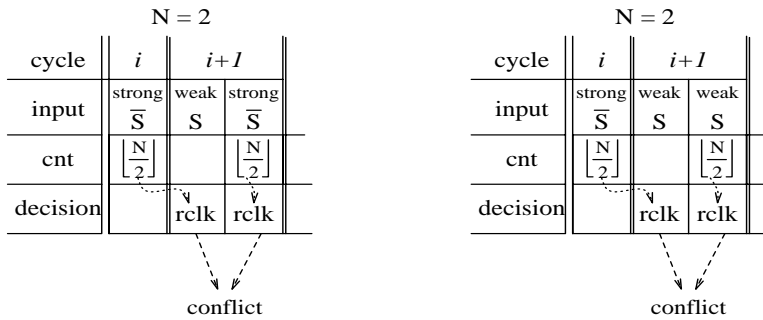 N = 2
cycle i i+1
input strong S̅ weak S strong S̅
cnt ⌊N/2⌋ ⌊N/2⌋
decision rclk rclk
conflict
N = 2
cycle i i+1
input strong S̅ weak S weak S
cnt ⌊N/2⌋ ⌊N/2⌋
decision rclk rclk
conflict